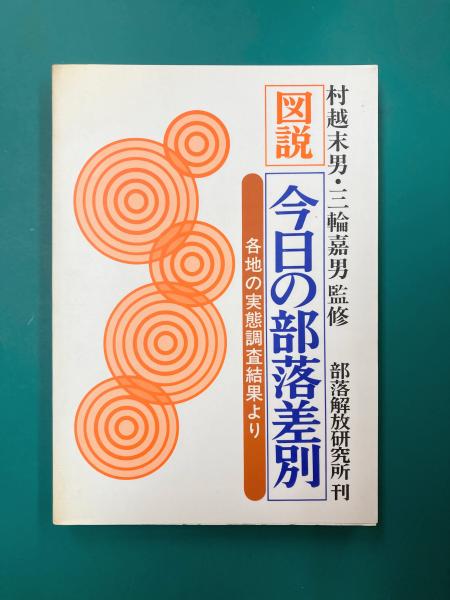 村越末男・三輪嘉男 監修
部落解放研究所 刊
図説
今日の部落差別
各地の実態調査結果より